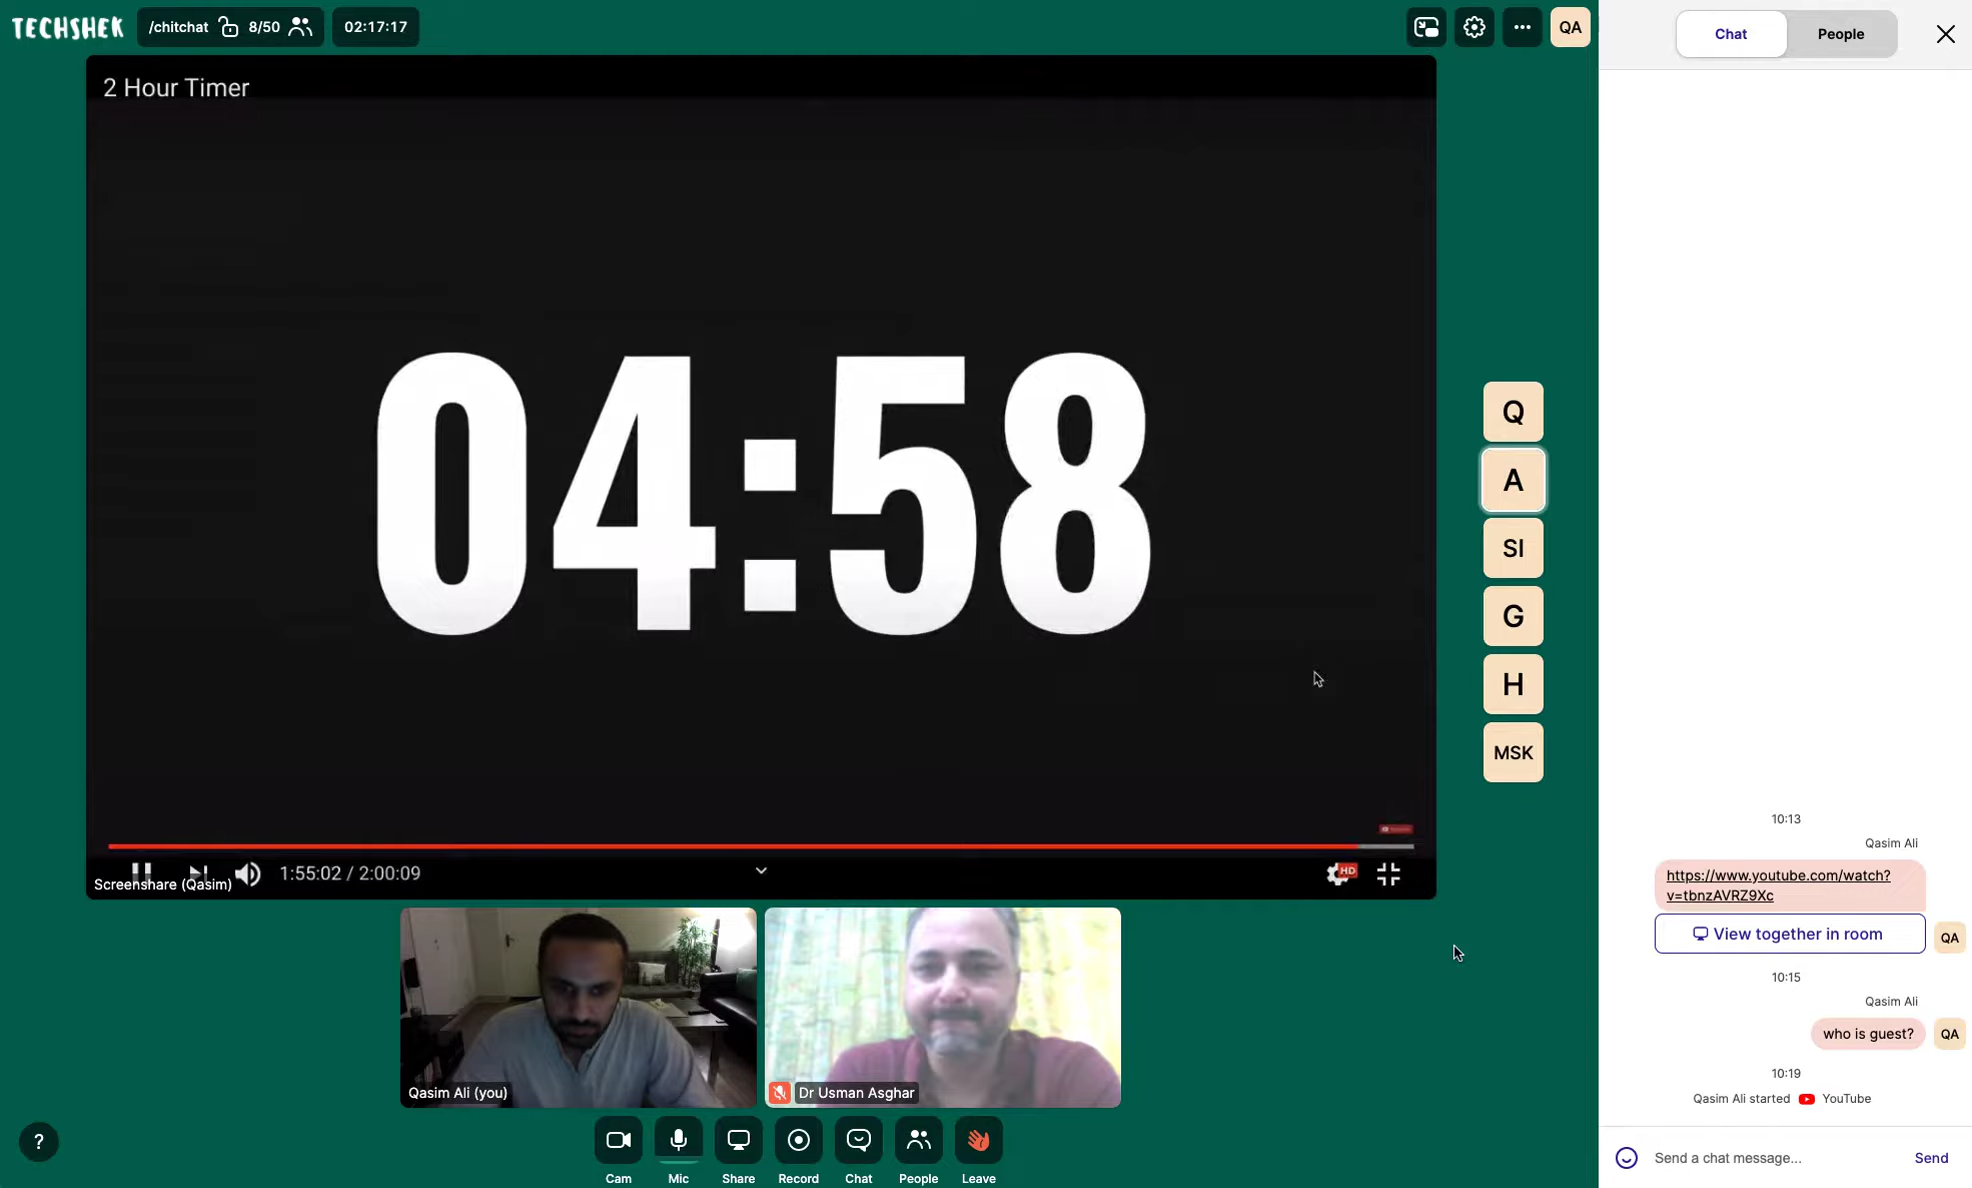 TECHSHEK
/chitchat 8/50
02:17:17
QA
Chat
People
2 Hour Timer
04:58
1:55:02 / 2:00:09
HD
Screenshare (Qasim)
Q
A
SI
G
H
MSK
Qasim Ali (you)
Dr Usman Asghar
?
Cam
Mic
Share
Record
Chat
People
Leave
10:13
Qasim Ali
https://www.youtube.com/watch?
v=tbnzAVRZ9Xc
View together in room
QA
10:15
Qasim Ali
who is guest?
QA
10:19
Qasim Ali started YouTube
Send a chat message...
Send